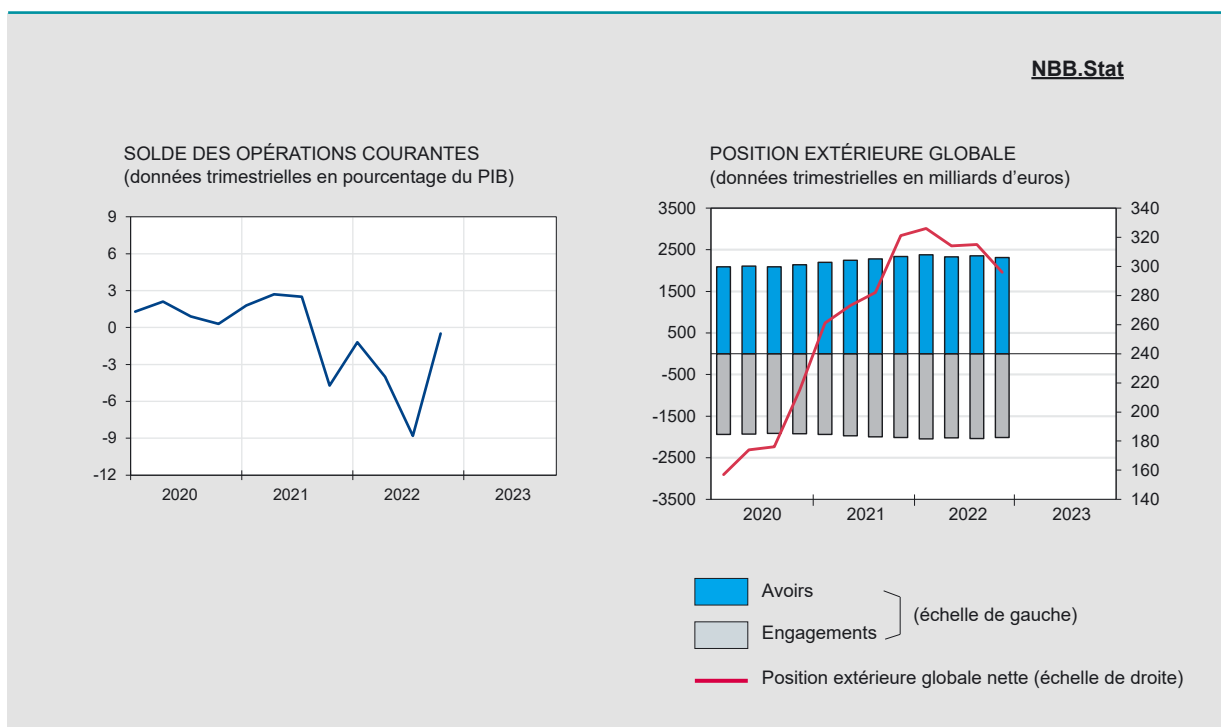 NBB.Stat
SOLDE DES OPÉRATIONS COURANTES
(données trimestrielles en pourcentage du PIB)
9
6
3
0
-3
-6
-9
-12
2020 2021 2022 2023
POSITION EXTÉRIEURE GLOBALE
(données trimestrielles en milliards d’euros)
3500 340
2500 320
300
1500 280
500 260
240
-500 220
-1500 200
180
-2500 160
-3500 140
2020 2021 2022 2023
Avoirs
(échelle de gauche)
Engagements
Position extérieure globale nette (échelle de droite)